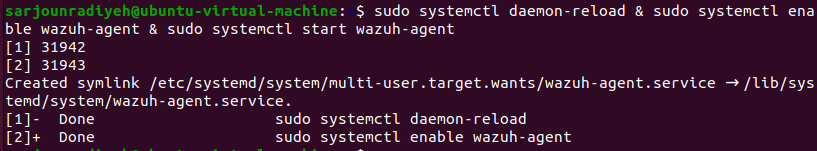 sarjounradiyeh@ubuntu-virtual-machine: $ sudo systemctl daemon-reload & sudo systemctl ena
ble wazuh-agent & sudo systemctl start wazuh-agent
[1] 31942
[2] 31943
Created symlink /etc/systemd/system/multi-user.target.wants/wazuh-agent.service → /lib/sys
temd/system/wazuh-agent.service.
[1]-  Done                    sudo systemctl daemon-reload
[2]+  Done                    sudo systemctl enable wazuh-agent